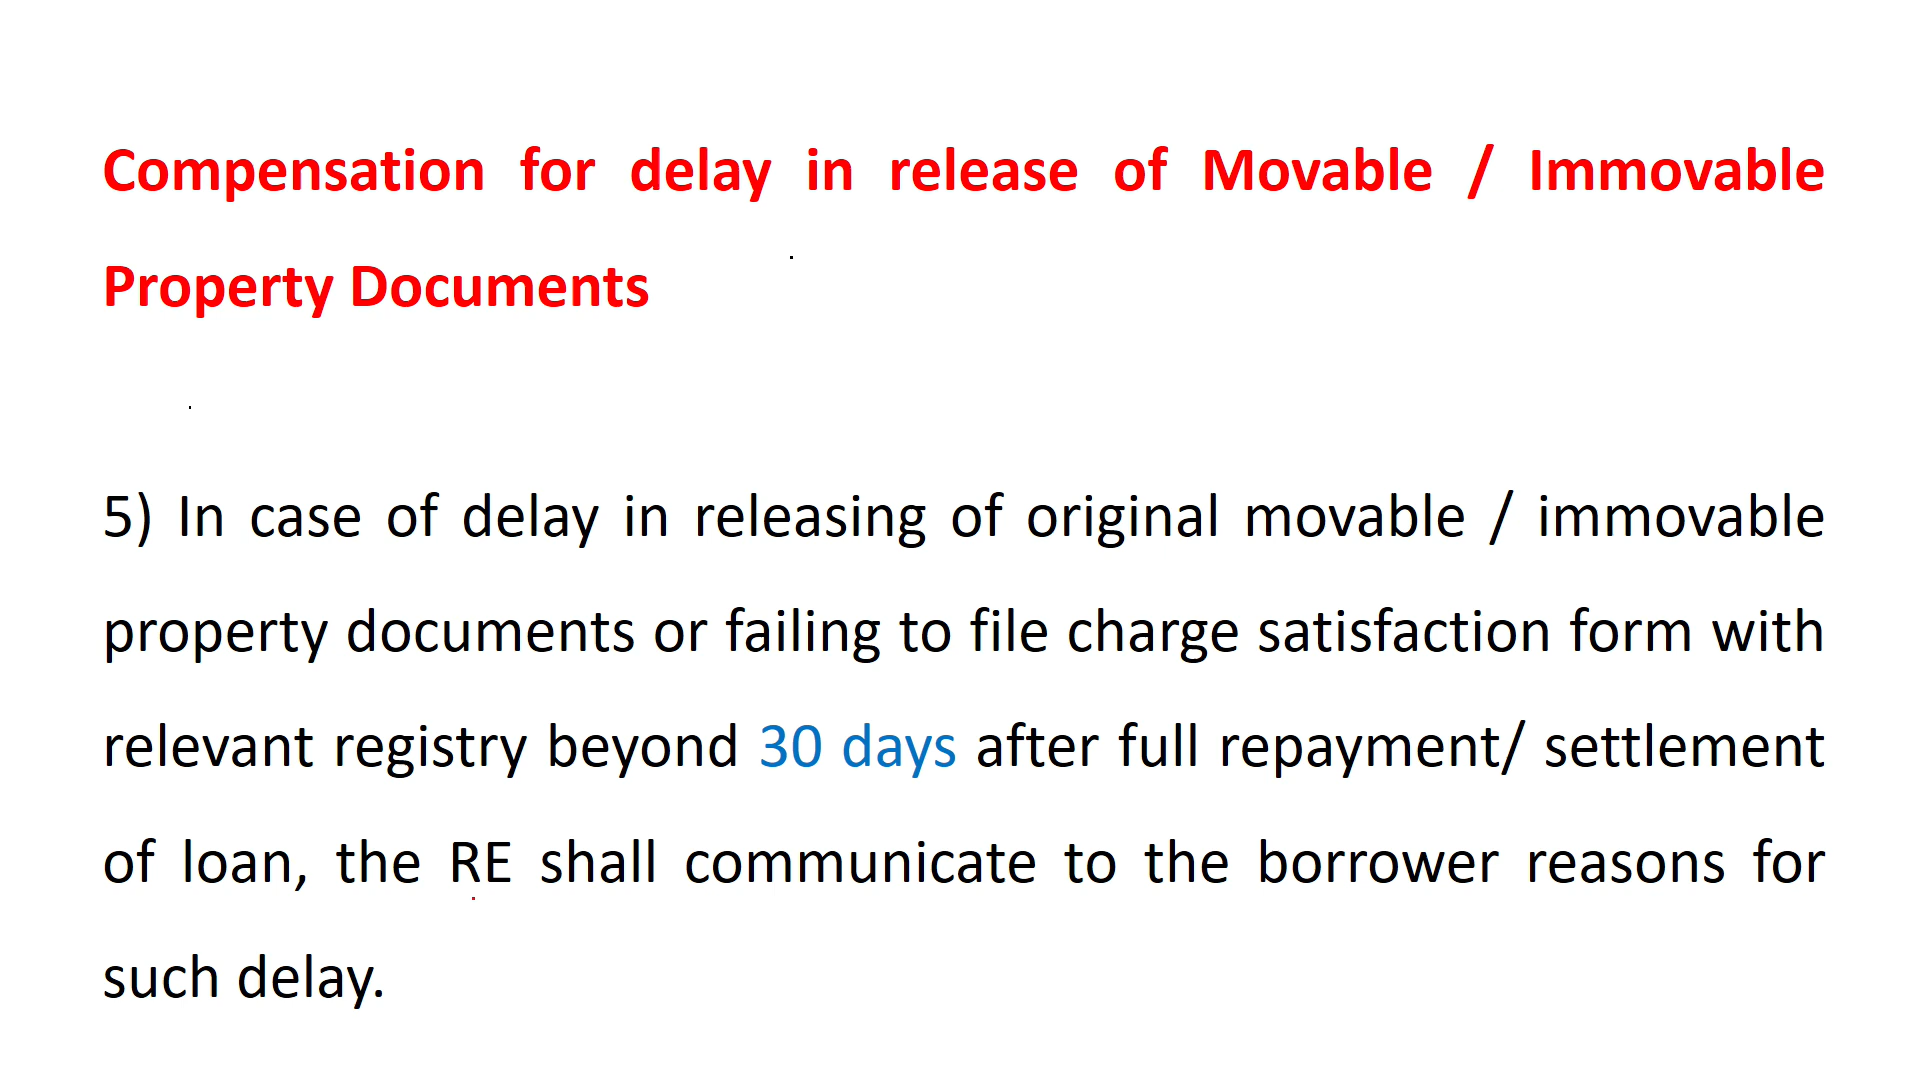 Compensation for delay in release of Movable / Immovable
Property Documents
5) In case of delay in releasing of original movable / immovable
property documents or failing to file charge satisfaction form with
relevant registry beyond 30 days after full repayment/ settlement
of loan, the RE shall communicate to the borrower reasons for
such delay.